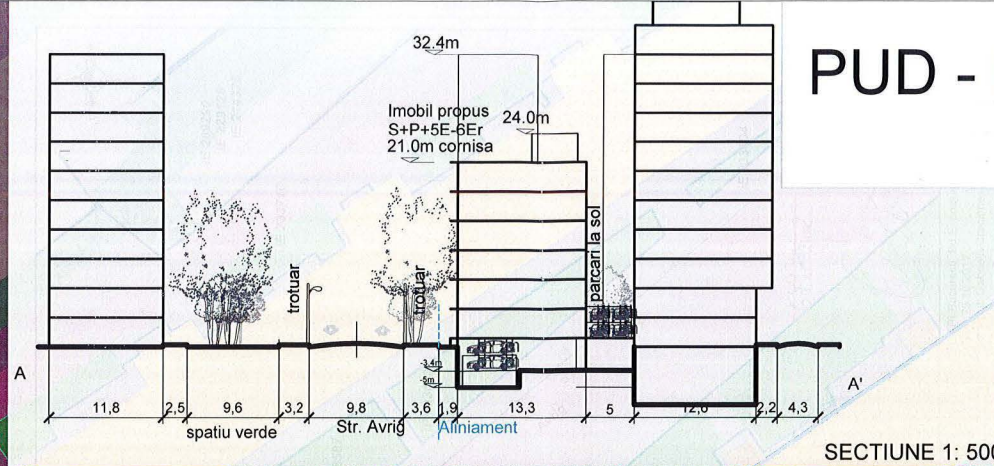 PUD -
32.4m
Imobil propus
S+P+5E-6Er
21.0m cornisa
24.0m
parcari la sol
trotuar
trotuar
-3.4m
-5m
A
A'
11,8
2,5
9,6
3,2
9,8
3,6
1,9
13,3
5
12,0
2,2
4,3
spatiu verde
Str. Avrig
Aliniament
SECTIUNE 1: 500